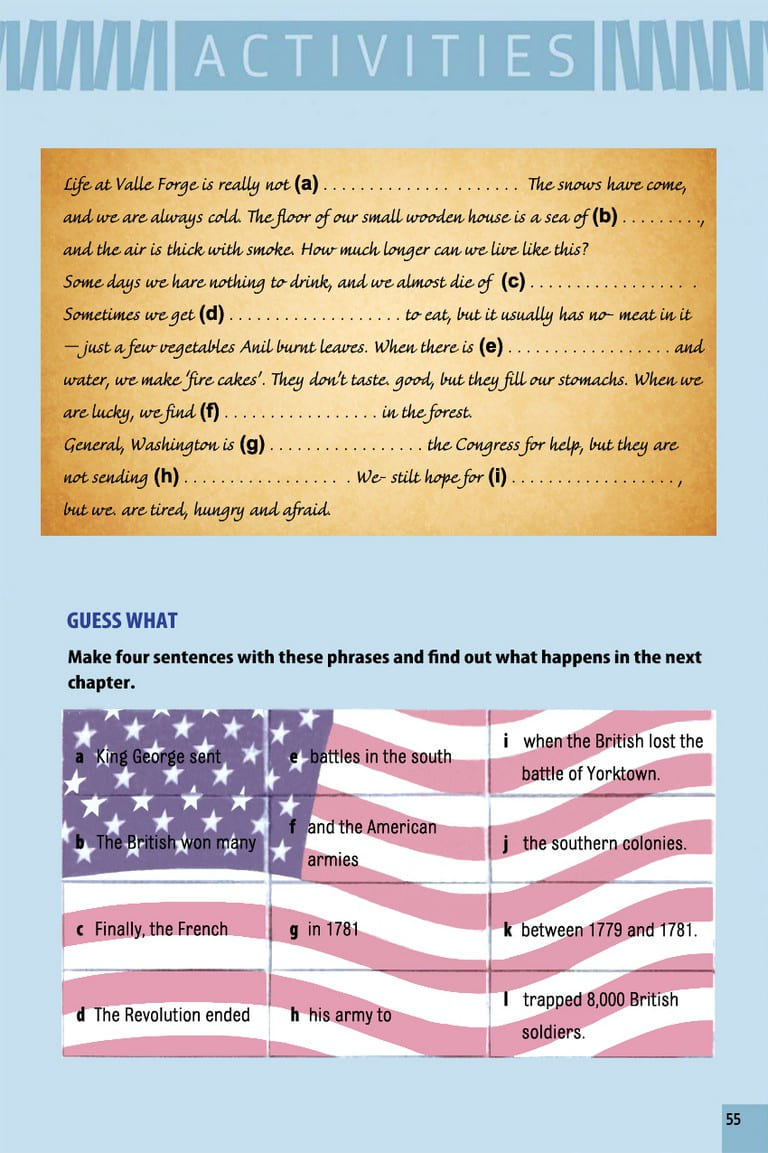 ACTIVITIES
Life at Valle Forge is really not (a) . . . . . . . . . . . . . . . . . . . . . The snows have come,
and we are always cold. The floor of our small wooden house is a sea of (b) . . . . . . . . .,
and the air is thick with smoke. How much longer can we live like this?
Some days we hare nothing to drink, and we almost die of (c) . . . . . . . . . . . . . . . . . .
Sometimes we get (d) . . . . . . . . . . . . . . . . . . . to eat, but it usually has no- meat in it
— just a few vegetables Anil burnt leaves. When there is (e) . . . . . . . . . . . . . . . . . . and
water, we make 'fire cakes'. They don't taste. good, but they fill our stomachs. When we
are lucky, we find (f) . . . . . . . . . . . . . . . . . in the forest.
General, Washington is (g) . . . . . . . . . . . . . . . . . the Congress for help, but they are
not sending (h) . . . . . . . . . . . . . . . . . . We- stilt hope for (i) . . . . . . . . . . . . . . . . . . ,
but we. are tired, hungry and afraid.
GUESS WHAT
Make four sentences with these phrases and find out what happens in the next
chapter.
a King George sent
e battles in the south
i when the British lost the
battle of Yorktown.
b The British won many
f and the American
armies
j the southern colonies.
c Finally, the French
g in 1781
k between 1779 and 1781.
d The Revolution ended
h his army to
l trapped 8,000 British
soldiers.
55